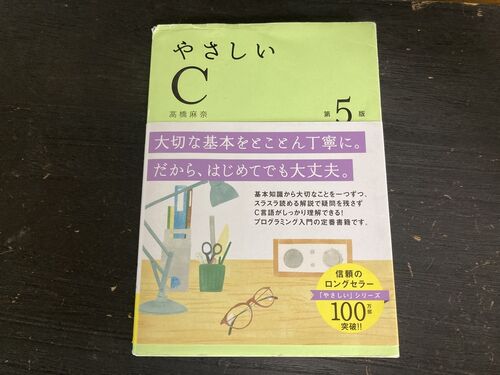 やさしい
C
高橋麻奈
第5版
大切な基本をとことん丁寧に。
だから、はじめてでも大丈夫。
基本知識から大切なことを一つずつ、
スラスラ読める解説で疑問を残さず
C言語がしっかり理解できる！
プログラミング入門の定番書籍です。
信頼の
ロングセラー
「やさしい」シリーズ
100万部
突破!!